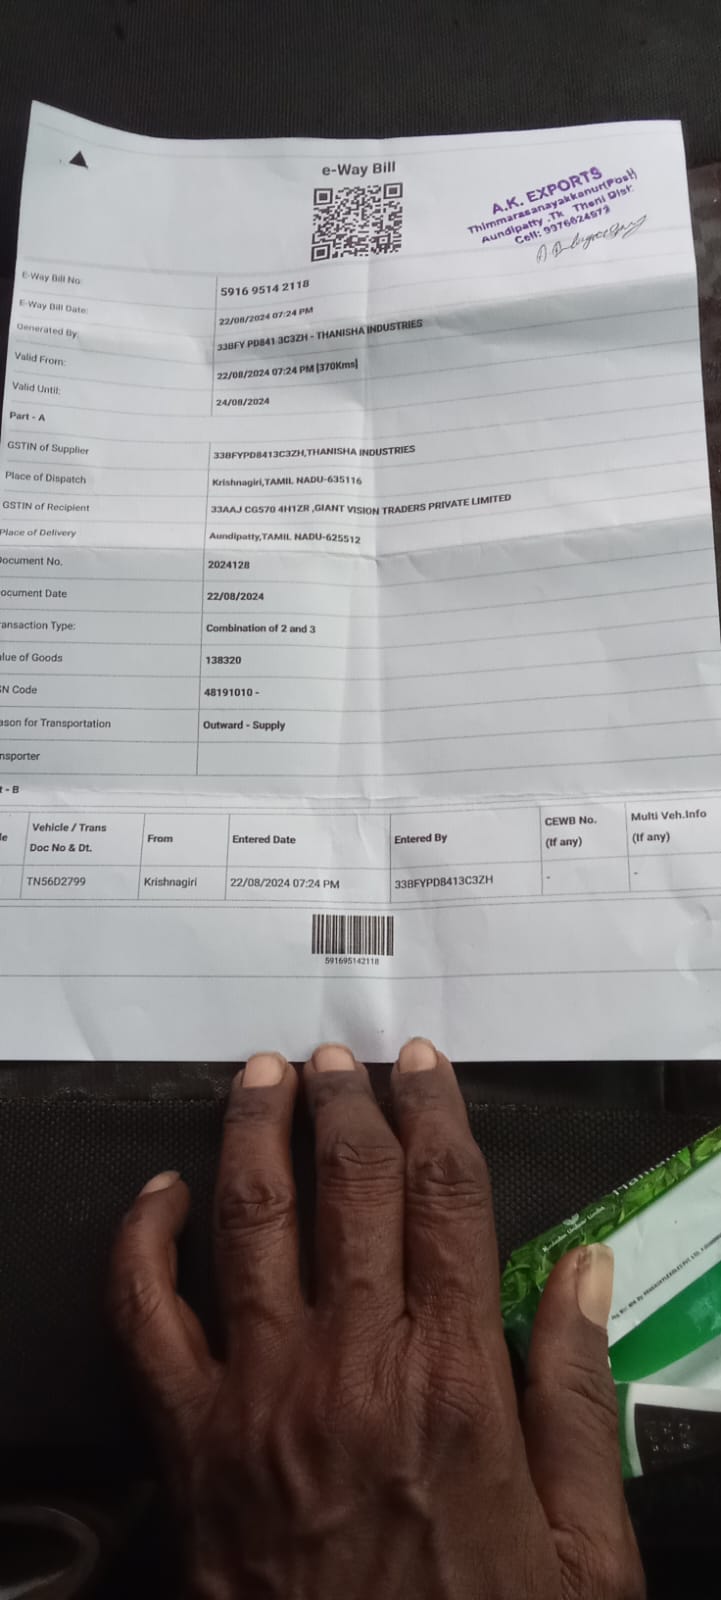 e-Way Bill
A.K. EXPORTS
Thimmarasanayakkanur(Post)
Aundipatty .Tk Theni Dist.
Cell: 9976624973
E-Way Bill No: 5916 9514 2118
E-Way Bill Date: 22/08/2024 07:24 PM
Generated By: 33BFY PD841 3C3ZH - THANISHA INDUSTRIES
Valid From: 22/08/2024 07:24 PM [370Kms]
Valid Until: 24/08/2024
Part - A
GSTIN of Supplier 33BFYPD8413C3ZH,THANISHA INDUSTRIES
Place of Dispatch Krishnagiri,TAMIL NADU-635116
GSTIN of Recipient 33AAJ CG570 4H1ZR ,GIANT VISION TRADERS PRIVATE LIMITED
Place of Delivery Aundipatty,TAMIL NADU-625512
ocument No. 2024128
ocument Date 22/08/2024
ansaction Type: Combination of 2 and 3
lue of Goods 138320
N Code 48191010 -
ason for Transportation Outward - Supply
nsporter
t - B
le Vehicle / Trans Doc No & Dt. From Entered Date Entered By CEWB No. (If any) Multi Veh.Info (If any)
TN56D2799 Krishnagiri 22/08/2024 07:24 PM 33BFYPD8413C3ZH - -
591695142118